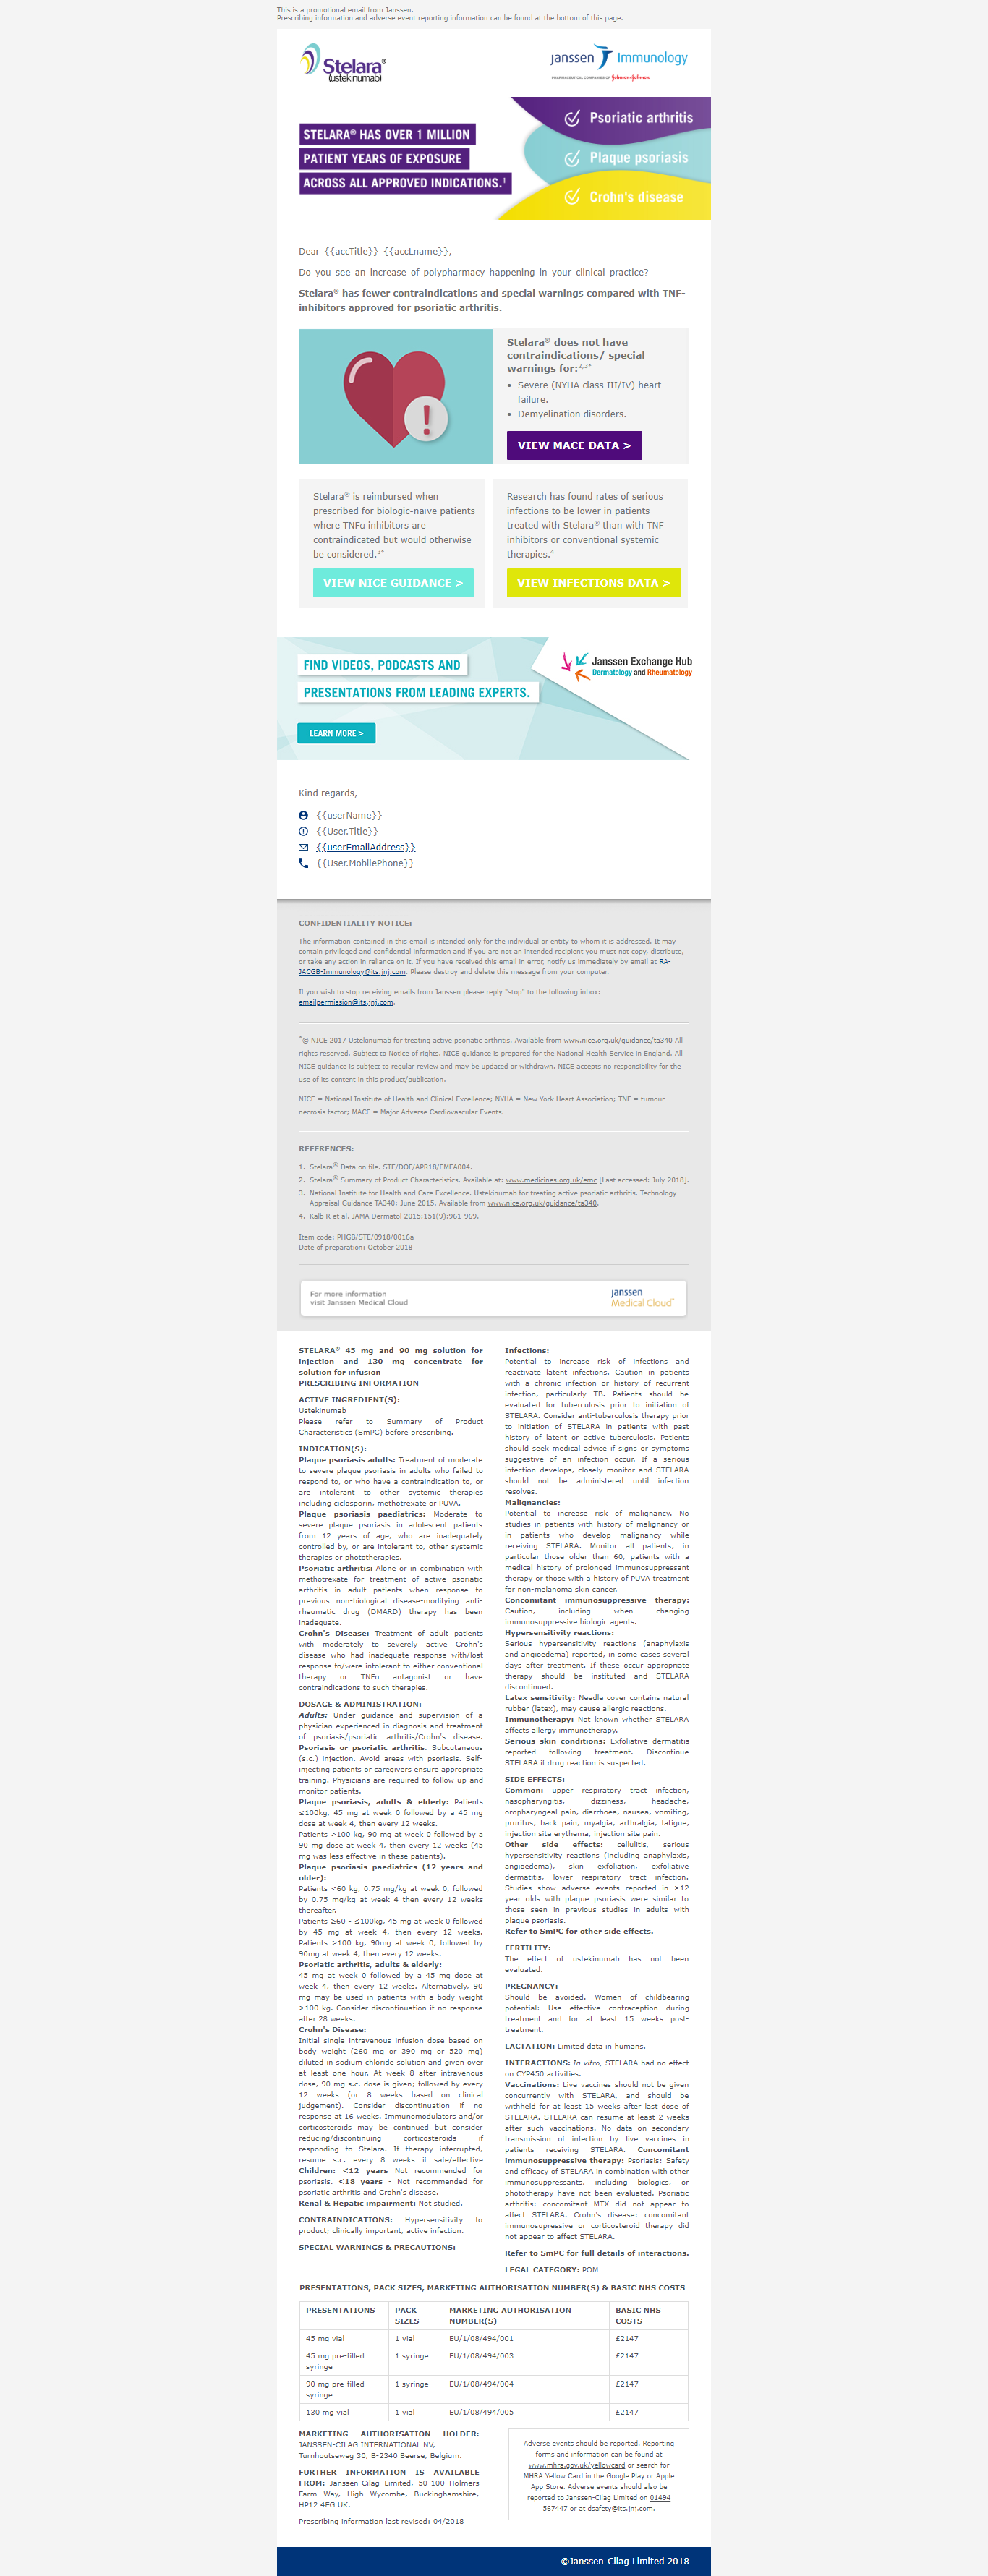 This is a promotional email from Janssen.
Prescribing information and adverse event reporting information can be found at the bottom of this page.
Stelara®
(ustekinumab)
janssen Immunology
PHARMACEUTICAL COMPANIES OF Johnson&Johnson
STELARA® HAS OVER 1 MILLION
PATIENT YEARS OF EXPOSURE
ACROSS ALL APPROVED INDICATIONS.1
Psoriatic arthritis
Plaque psoriasis
Crohn's disease
Dear {{accTitle}} {{accLname}},
Do you see an increase of polypharmacy happening in your clinical practice?
Stelara® has fewer contraindications and special warnings compared with TNF-
inhibitors approved for psoriatic arthritis.
Stelara® does not have
contraindications/ special
warnings for:2,3*
• Severe (NYHA class III/IV) heart
failure.
• Demyelination disorders.
VIEW MACE DATA >
Stelara® is reimbursed when
prescribed for biologic-naïve patients
where TNFα inhibitors are
contraindicated but would otherwise
be considered.3*
VIEW NICE GUIDANCE >
Research has found rates of serious
infections to be lower in patients
treated with Stelara® than with TNF-
inhibitors or conventional systemic
therapies.4
VIEW INFECTIONS DATA >
FIND VIDEOS, PODCASTS AND
PRESENTATIONS FROM LEADING EXPERTS.
LEARN MORE >
Janssen Exchange Hub
Dermatology and Rheumatology
Kind regards,
{{userName}}
{{User.Title}}
{{userEmailAddress}}
{{User.MobilePhone}}
CONFIDENTIALITY NOTICE:
The information contained in this email is intended only for the individual or entity to whom it is addressed. It may
contain privileged and confidential information and if you are not an intended recipient you must not copy, distribute,
or take any action in reliance on it. If you have received this email in error, notify us immediately by email at RA-
JACGB-Immunology@its.jnj.com. Please destroy and delete this message from your computer.
If you wish to stop receiving emails from Janssen please reply "stop" to the following inbox:
emailpermission@its.jnj.com.
*© NICE 2017 Ustekinumab for treating active psoriatic arthritis. Available from www.nice.org.uk/guidance/ta340 All
rights reserved. Subject to Notice of rights. NICE guidance is prepared for the National Health Service in England. All
NICE guidance is subject to regular review and may be updated or withdrawn. NICE accepts no responsibility for the
use of its content in this product/publication.
NICE = National Institute of Health and Clinical Excellence; NYHA = New York Heart Association; TNF = tumour
necrosis factor; MACE = Major Adverse Cardiovascular Events.
REFERENCES:
1. Stelara® Data on file. STE/DOF/APR18/EMEA004.
2. Stelara® Summary of Product Characteristics. Available at: www.medicines.org.uk/emc [Last accessed: July 2018].
3. National Institute for Health and Care Excellence. Ustekinumab for treating active psoriatic arthritis. Technology
Appraisal Guidance TA340; June 2015. Available from www.nice.org.uk/guidance/ta340.
4. Kalb R et al. JAMA Dermatol 2015;151(9):961-969.
Item code: PHGB/STE/0918/0016a
Date of preparation: October 2018
For more information
visit Janssen Medical Cloud
janssen
Medical Cloud™
STELARA® 45 mg and 90 mg solution for
injection and 130 mg concentrate for
solution for infusion
PRESCRIBING INFORMATION
ACTIVE INGREDIENT(S):
Ustekinumab
Please refer to Summary of Product
Characteristics (SmPC) before prescribing.
INDICATION(S):
Plaque psoriasis adults: Treatment of moderate
to severe plaque psoriasis in adults who failed to
respond to, or who have a contraindication to, or
are intolerant to other systemic therapies
including ciclosporin, methotrexate or PUVA.
Plaque psoriasis paediatrics: Moderate to
severe plaque psoriasis in adolescent patients
from 12 years of age, who are inadequately
controlled by, or are intolerant to, other systemic
therapies or phototherapies.
Psoriatic arthritis: Alone or in combination with
methotrexate for treatment of active psoriatic
arthritis in adult patients when response to
previous non-biological disease-modifying anti-
rheumatic drug (DMARD) therapy has been
inadequate.
Crohn's Disease: Treatment of adult patients
with moderately to severely active Crohn's
disease who had inadequate response with/lost
response to/were intolerant to either conventional
therapy or TNFα antagonist or have
contraindications to such therapies.
DOSAGE & ADMINISTRATION:
Adults: Under guidance and supervision of a
physician experienced in diagnosis and treatment
of psoriasis/psoriatic arthritis/Crohn's disease.
Psoriasis or psoriatic arthritis. Subcutaneous
(s.c.) injection. Avoid areas with psoriasis. Self-
injecting patients or caregivers ensure appropriate
training. Physicians are required to follow-up and
monitor patients.
Plaque psoriasis, adults & elderly: Patients
≤100kg, 45 mg at week 0 followed by a 45 mg
dose at week 4, then every 12 weeks.
Patients >100 kg, 90 mg at week 0 followed by a
90 mg dose at week 4, then every 12 weeks (45
mg was less effective in these patients).
Plaque psoriasis paediatrics (12 years and
older):
Patients <60 kg, 0.75 mg/kg at week 0, followed
by 0.75 mg/kg at week 4 then every 12 weeks
thereafter.
Patients ≥60 - ≤100kg, 45 mg at week 0 followed
by 45 mg at week 4, then every 12 weeks.
Patients >100 kg, 90mg at week 0, followed by
90mg at week 4, then every 12 weeks.
Psoriatic arthritis, adults & elderly:
45 mg at week 0 followed by a 45 mg dose at
week 4, then every 12 weeks. Alternatively, 90
mg may be used in patients with a body weight
>100 kg. Consider discontinuation if no response
after 28 weeks.
Crohn's Disease:
Initial single intravenous infusion dose based on
body weight (260 mg or 390 mg or 520 mg)
diluted in sodium chloride solution and given over
at least one hour. At week 8 after intravenous
dose, 90 mg s.c. dose is given; followed by every
12 weeks (or 8 weeks based on clinical
judgement). Consider discontinuation if no
response at 16 weeks. Immunomodulators and/or
corticosteroids may be continued but consider
reducing/discontinuing corticosteroids if
responding to Stelara. If therapy interrupted,
resume s.c. every 8 weeks if safe/effective
Children: <12 years Not recommended for
psoriasis. <18 years - Not recommended for
psoriatic arthritis and Crohn's disease.
Renal & Hepatic impairment: Not studied.
CONTRAINDICATIONS: Hypersensitivity to
product; clinically important, active infection.
SPECIAL WARNINGS & PRECAUTIONS:
Infections:
Potential to increase risk of infections and
reactivate latent infections. Caution in patients
with a chronic infection or history of recurrent
infection, particularly TB. Patients should be
evaluated for tuberculosis prior to initiation of
STELARA. Consider anti-tuberculosis therapy prior
to initiation of STELARA in patients with past
history of latent or active tuberculosis. Patients
should seek medical advice if signs or symptoms
suggestive of an infection occur. If a serious
infection develops, closely monitor and STELARA
should not be administered until infection
resolves.
Malignancies:
Potential to increase risk of malignancy. No
studies in patients with history of malignancy or
in patients who develop malignancy while
receiving STELARA. Monitor all patients, in
particular those older than 60, patients with a
medical history of prolonged immunosuppressant
therapy or those with a history of PUVA treatment
for non-melanoma skin cancer.
Concomitant immunosuppressive therapy:
Caution, including when changing
immunosuppressive biologic agents.
Hypersensitivity reactions:
Serious hypersensitivity reactions (anaphylaxis
and angioedema) reported, in some cases several
days after treatment. If these occur appropriate
therapy should be instituted and STELARA
discontinued.
Latex sensitivity: Needle cover contains natural
rubber (latex), may cause allergic reactions.
Immunotherapy: Not known whether STELARA
affects allergy immunotherapy.
Serious skin conditions: Exfoliative dermatitis
reported following treatment. Discontinue
STELARA if drug reaction is suspected.
SIDE EFFECTS:
Common: upper respiratory tract infection,
nasopharyngitis, dizziness, headache,
oropharyngeal pain, diarrhoea, nausea, vomiting,
pruritus, back pain, myalgia, arthralgia, fatigue,
injection site erythema, injection site pain.
Other side effects: cellulitis, serious
hypersensitivity reactions (including anaphylaxis,
angioedema), skin exfoliation, exfoliative
dermatitis, lower respiratory tract infection.
Studies show adverse events reported in ≥12
year olds with plaque psoriasis were similar to
those seen in previous studies in adults with
plaque psoriasis.
Refer to SmPC for other side effects.
FERTILITY:
The effect of ustekinumab has not been
evaluated.
PREGNANCY:
Should be avoided. Women of childbearing
potential: Use effective contraception during
treatment and for at least 15 weeks post-
treatment.
LACTATION: Limited data in humans.
INTERACTIONS: In vitro, STELARA had no effect
on CYP450 activities.
Vaccinations: Live vaccines should not be given
concurrently with STELARA, and should be
withheld for at least 15 weeks after last dose of
STELARA. STELARA can resume at least 2 weeks
after such vaccinations. No data on secondary
transmission of infection by live vaccines in
patients receiving STELARA. Concomitant
immunosuppressive therapy: Psoriasis: Safety
and efficacy of STELARA in combination with other
immunosuppressants, including biologics, or
phototherapy have not been evaluated. Psoriatic
arthritis: concomitant MTX did not appear to
affect STELARA. Crohn's disease: concomitant
immunosupressive or corticosteroid therapy did
not appear to affect STELARA.
Refer to SmPC for full details of interactions.
LEGAL CATEGORY: POM
PRESENTATIONS, PACK SIZES, MARKETING AUTHORISATION NUMBER(S) & BASIC NHS COSTS
PRESENTATIONS PACK SIZES MARKETING AUTHORISATION NUMBER(S) BASIC NHS COSTS
45 mg vial 1 vial EU/1/08/494/001 £2147
45 mg pre-filled syringe 1 syringe EU/1/08/494/003 £2147
90 mg pre-filled syringe 1 syringe EU/1/08/494/004 £2147
130 mg vial 1 vial EU/1/08/494/005 £2147
MARKETING AUTHORISATION HOLDER:
JANSSEN-CILAG INTERNATIONAL NV,
Turnhoutseweg 30, B-2340 Beerse, Belgium.
FURTHER INFORMATION IS AVAILABLE
FROM: Janssen-Cilag Limited, 50-100 Holmers
Farm Way, High Wycombe, Buckinghamshire,
HP12 4EG UK.
Prescribing information last revised: 04/2018
Adverse events should be reported. Reporting
forms and information can be found at
www.mhra.gov.uk/yellowcard or search for
MHRA Yellow Card in the Google Play or Apple
App Store. Adverse events should also be
reported to Janssen-Cilag Limited on 01494
567447 or at dsafety@its.jnj.com.
©Janssen-Cilag Limited 2018